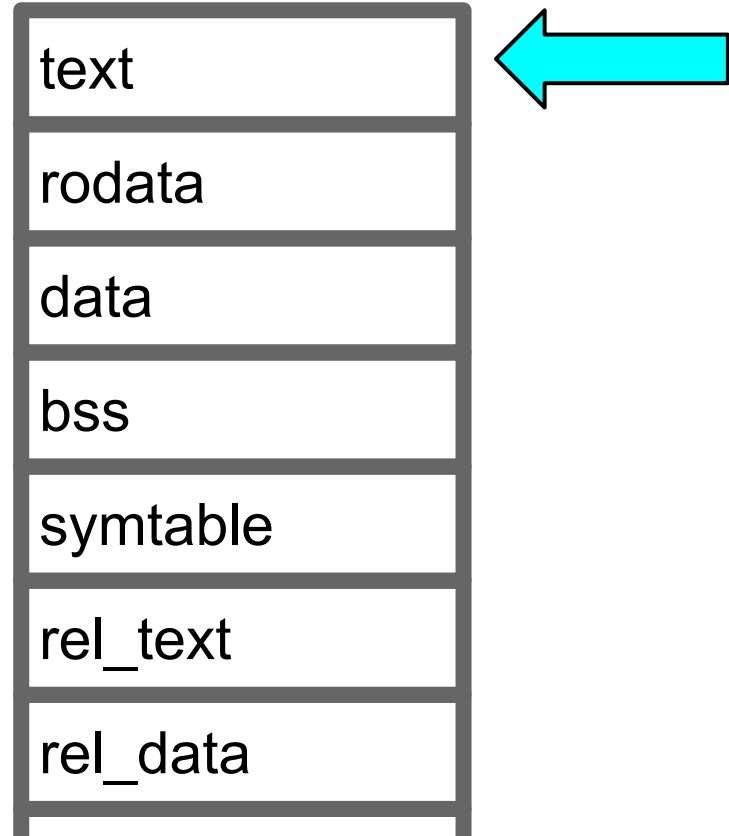 text
rodata
data
bss
symtable
rel_text
rel_data